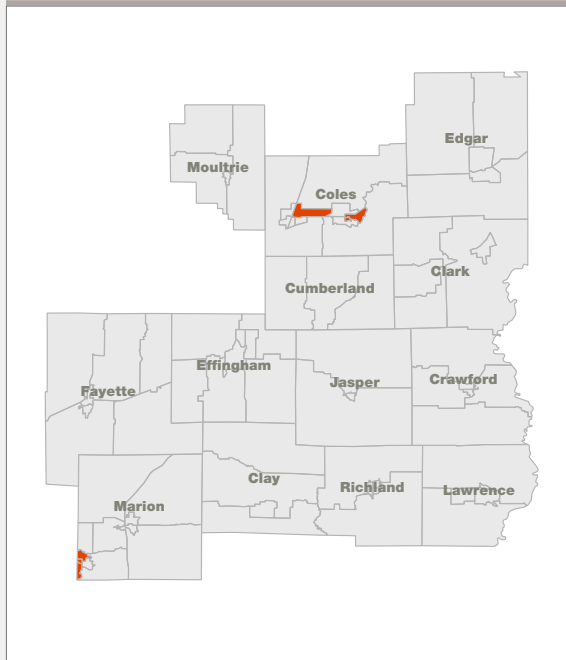 Edgar
Moultrie
Coles
Clark
Cumberland
Effingham
Jasper
Crawford
Fayette
Clay
Richland
Lawrence
Marion